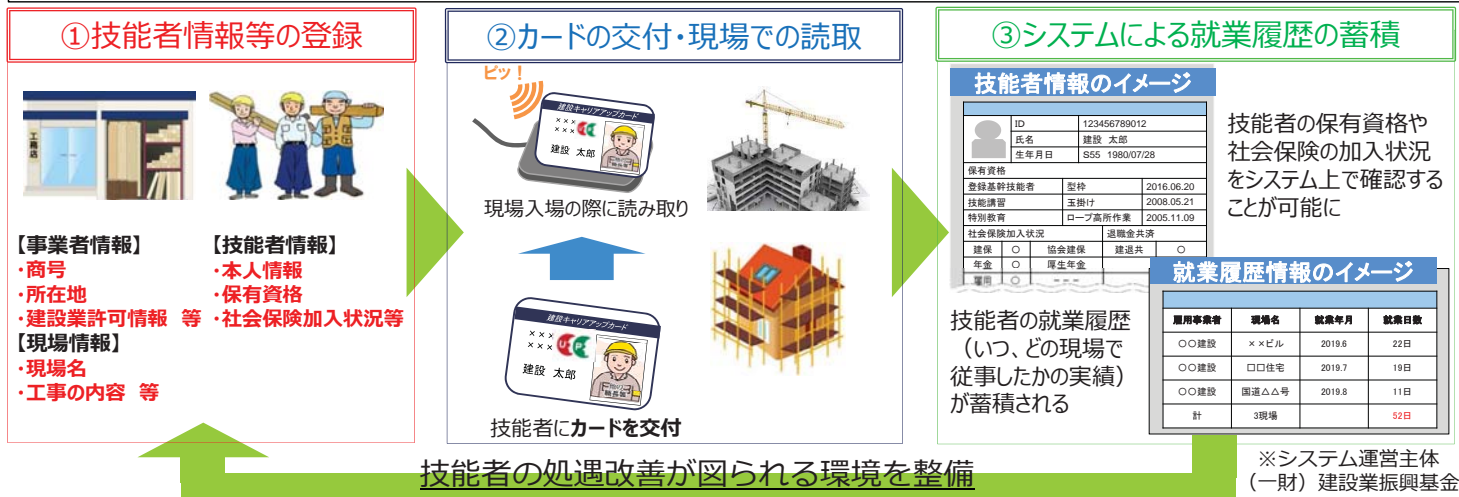 ①技能者情報等の登録
工務店
【事業者情報】
・商号
・所在地
・建設業許可情報 等
【現場情報】
・現場名
・工事の内容 等
【技能者情報】
・本人情報
・保有資格
・社会保険加入状況等
②カードの交付・現場での読取
ピッ！
建設キャリアアップカード
×××
×××
建設 太郎
現場入場の際に読み取り
建設キャリアアップカード
×××
×××
建設 太郎
技能者にカードを交付
③システムによる就業履歴の蓄積
技能者情報のイメージ
ID 123456789012
氏名 建設 太郎
生年月日 S55 1980/07/28
保有資格
登録基幹技能者 型枠 2016.06.20
技能講習 玉掛け 2008.05.21
特別教育 ロープ高所作業 2005.11.09
社会保険加入状況 退職金共済
建保 ○ 協会建保 建退共 ○
年金 ○ 厚生年金
雇用 ○ ---
技能者の保有資格や
社会保険の加入状況
をシステム上で確認する
ことが可能に
技能者の就業履歴
（いつ、どの現場で
従事したかの実績）
が蓄積される
就業履歴情報のイメージ
雇用事業者 現場名 就業年月 就業日数
○○建設 ××ビル 2019.6 22日
○○建設 □□住宅 2019.7 19日
○○建設 国道△△号 2019.8 11日
計 3現場 52日
技能者の処遇改善が図られる環境を整備
※システム運営主体
（一財）建設業振興基金